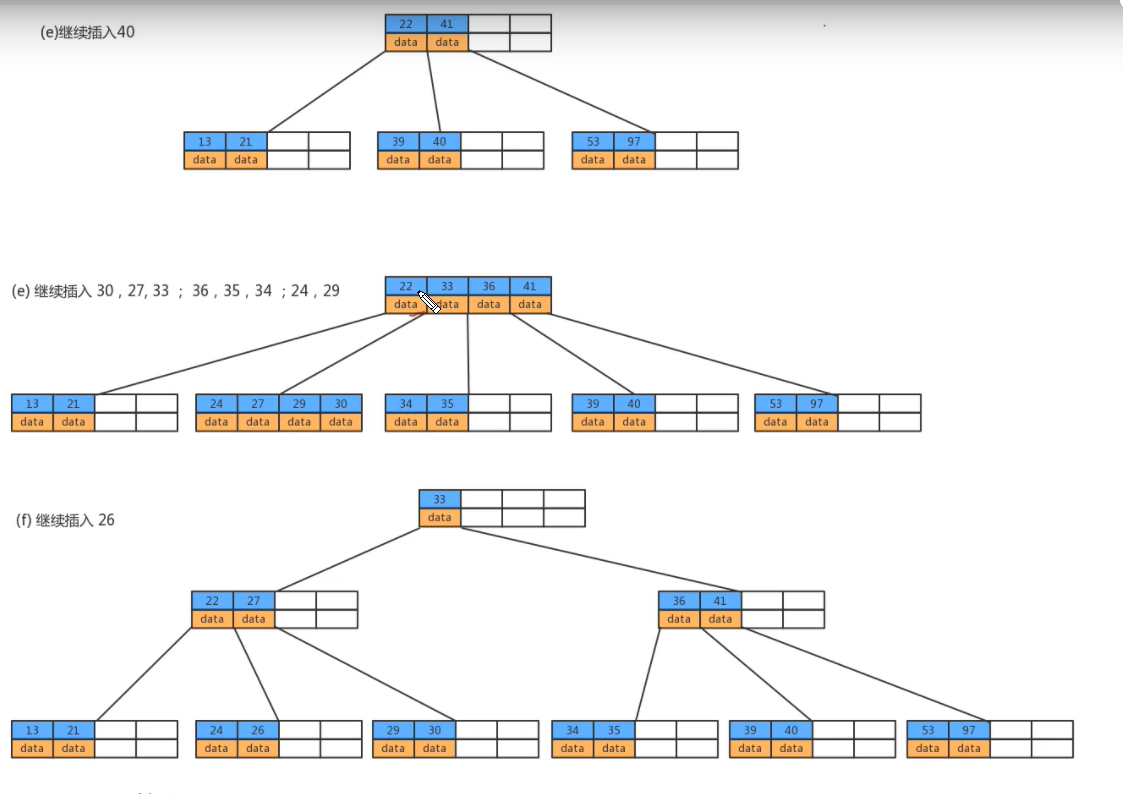 (e)继续插入40
22 41
data data
13 21 39 40 53 97
data data data data data data
(e) 继续插入 30 , 27, 33 ； 36 , 35 , 34 ；24 , 29
22 33 36 41
data data data data
13 21 24 27 29 30 34 35 39 40 53 97
data data data data data data data data data data data data
(f) 继续插入 26
33
data
22 27 36 41
data data data data
13 21 24 26 29 30 34 35 39 40 53 97
data data data data data data data data data data data data